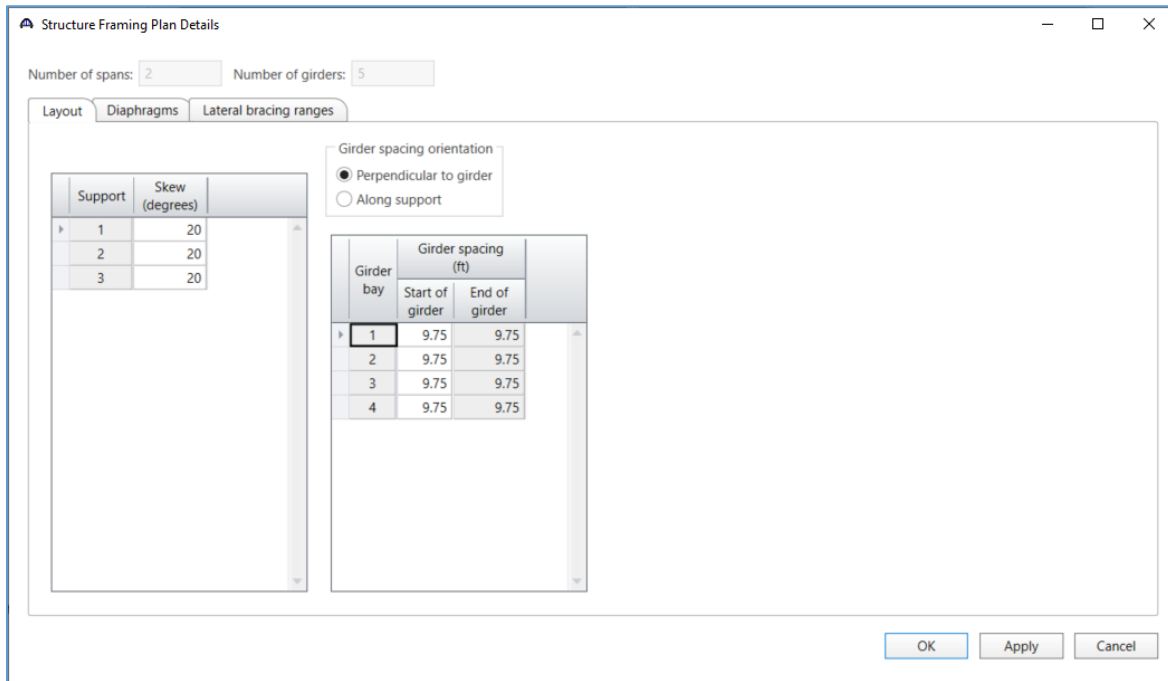 Structure Framing Plan Details
Number of spans: 2 Number of girders: 5
Layout Diaphragms Lateral bracing ranges
Support Skew
(degrees)
1 20
2 20
3 20
Girder spacing orientation
Perpendicular to girder
Along support
Girder
bay
Girder spacing
(ft)
Start of
girder
End of
girder
1 9.75 9.75
2 9.75 9.75
3 9.75 9.75
4 9.75 9.75
OK Apply Cancel